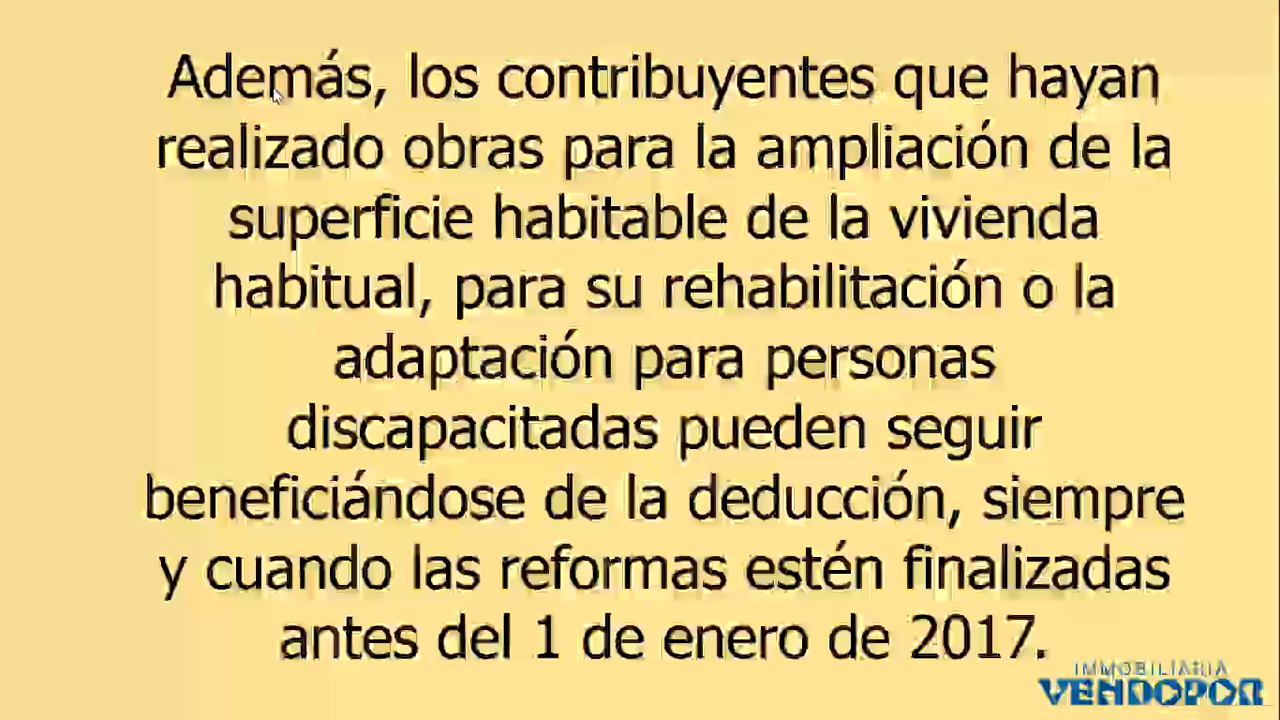 Además, los contribuyentes que hayan
realizado obras para la ampliación de la
superficie habitable de la vivienda
habitual, para su rehabilitación o la
adaptación para personas
discapacitadas pueden seguir
beneficiándose de la deducción, siempre
y cuando las reformas estén finalizadas
antes del 1 de enero de 2017.
IMMOBILIARIA
VENDOPOR